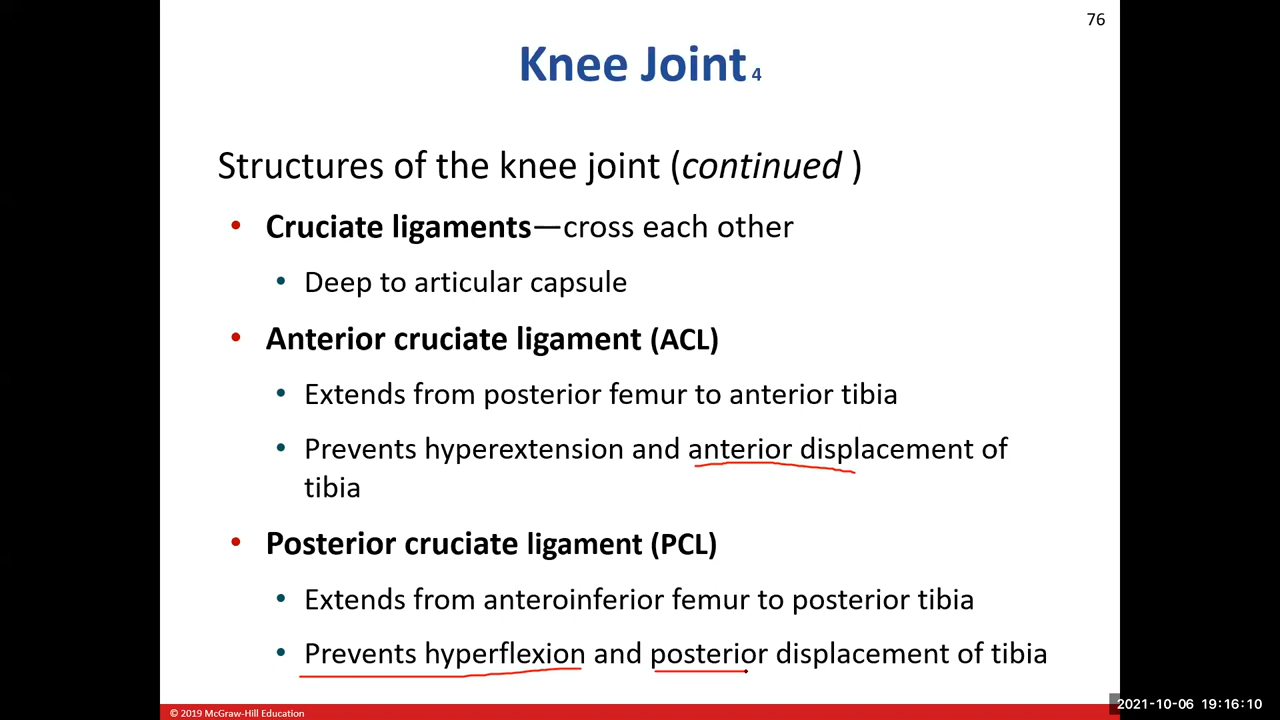 76
Knee Joint 4
Structures of the knee joint (continued )
• Cruciate ligaments—cross each other
• Deep to articular capsule
• Anterior cruciate ligament (ACL)
• Extends from posterior femur to anterior tibia
• Prevents hyperextension and anterior displacement of
tibia
• Posterior cruciate ligament (PCL)
• Extends from anteroinferior femur to posterior tibia
• Prevents hyperflexion and posterior displacement of tibia
© 2019 McGraw-Hill Education
2021-10-06 19:16:10